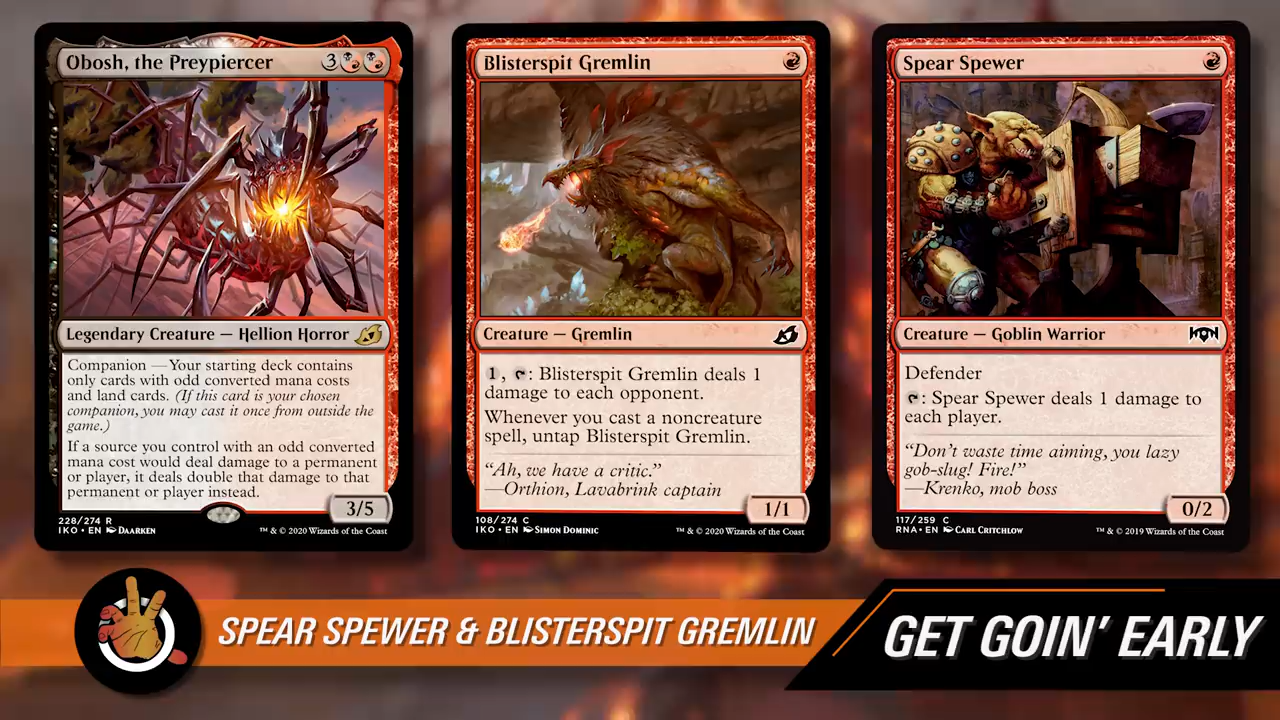 Obosh, the Preypiercer
3
Legendary Creature — Hellion Horror
Companion —Your starting deck contains
only cards with odd converted mana costs
and land cards. (If this card is your chosen
companion, you may cast it once from outside the
game.)
If a source you control with an odd converted
mana cost would deal damage to a permanent
or player, it deals double that damage to that
permanent or player instead.
3/5
228/274 R
IKO • EN DAARKEN
™ & © 2020 Wizards of the Coast
Blisterspit Gremlin
Creature — Gremlin
1, : Blisterspit Gremlin deals 1
damage to each opponent.
Whenever you cast a noncreature
spell, untap Blisterspit Gremlin.
“Ah, we have a critic.”
—Orthion, Lavabrink captain
1/1
108/274 C
IKO • EN SIMON DOMINIC
™ & © 2020 Wizards of the Coast
Spear Spewer
Creature — Goblin Warrior
Defender
: Spear Spewer deals 1 damage to
each player.
“Don’t waste time aiming, you lazy
gob-slug! Fire!”
—Krenko, mob boss
0/2
117/259 C
RNA • EN CARL CRITCHLOW
™ & © 2019 Wizards of the Coast
SPEAR SPEWER & BLISTERSPIT GREMLIN
GET GOIN’ EARLY